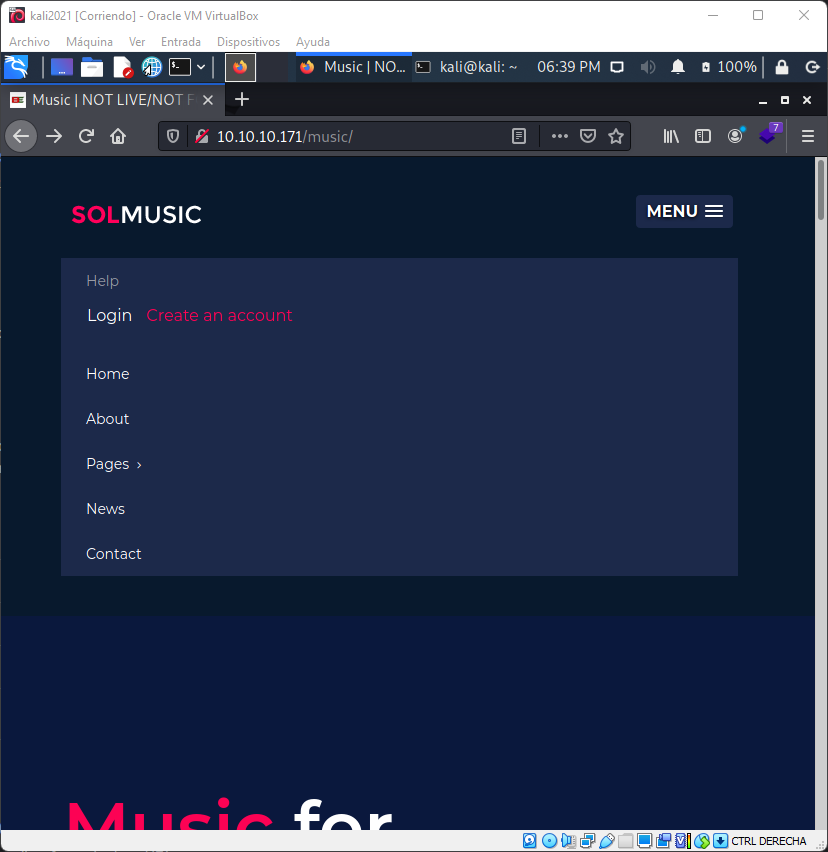 kali2021 [Corriendo] - Oracle VM VirtualBox
Archivo Máquina Ver Entrada Dispositivos Ayuda
Music | NO... kali@kali: ~ 06:39 PM 100%
Music | NOT LIVE/NOT F
10.10.10.171/music/
7
SOLMUSIC
MENU
Help
Login Create an account
Home
About
Pages ›
News
Contact
Music for
CTRL DERECHA